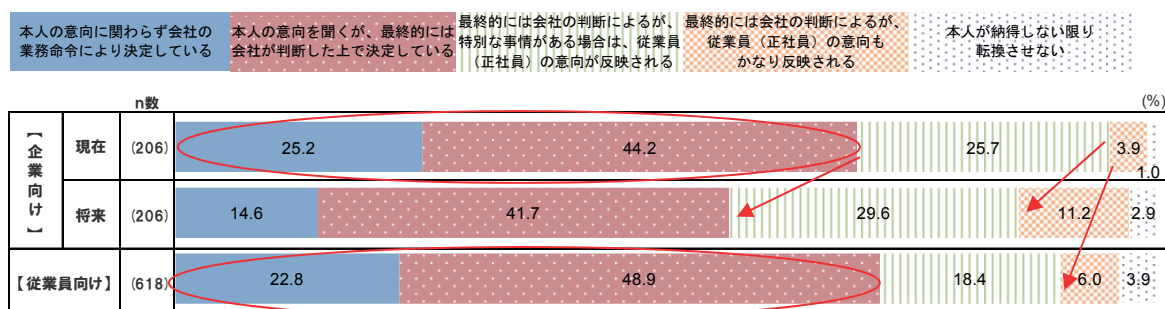 本人の意向に関わらず会社の
業務命令により決定している
本人の意向を聞くが、最終的には
会社が判断した上で決定している
最終的には会社の判断によるが、
特別な事情がある場合は、従業員
（正社員）の意向が反映される
最終的には会社の判断によるが、
従業員（正社員）の意向も
かなり反映される
本人が納得しない限り
転換させない
n数
(%)
【企業向け】
現在
(206)
25.2
44.2
25.7
3.9
1.0
将来
(206)
14.6
41.7
29.6
11.2
2.9
【従業員向け】
(618)
22.8
48.9
18.4
6.0
3.9